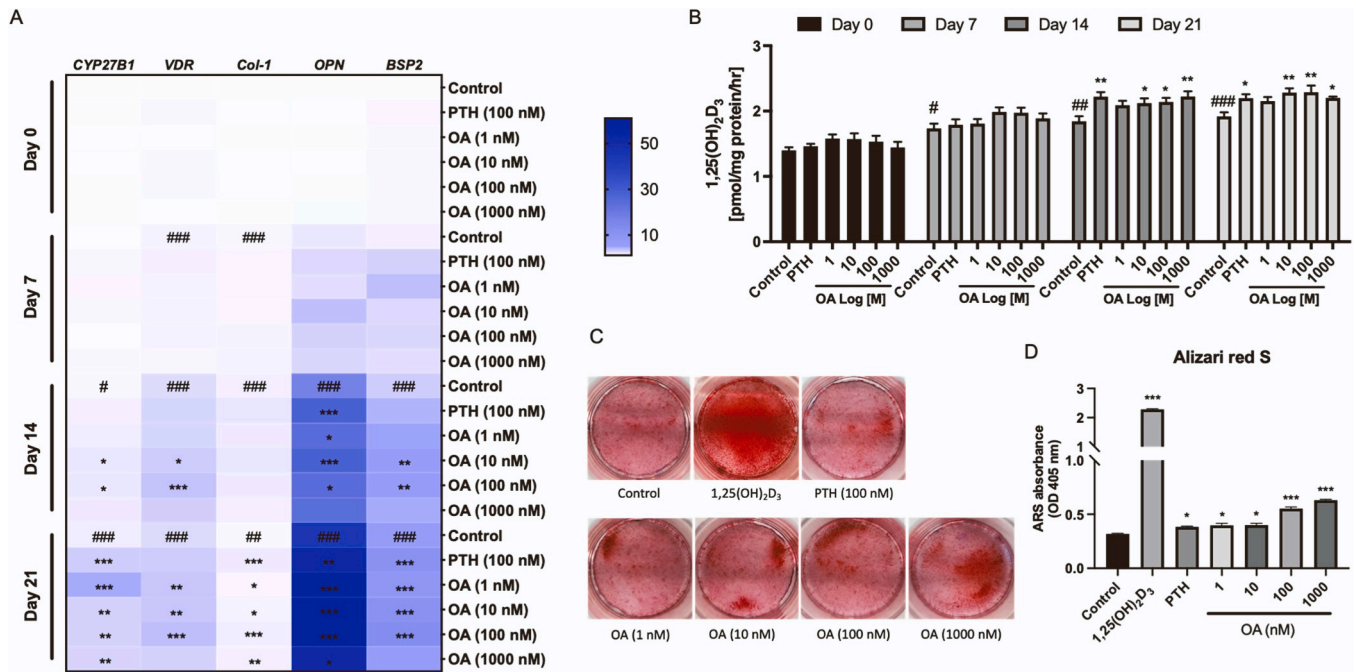 A
CYP27B1 VDR Col-1 OPN BSP2
Day 0
Control
PTH (100 nM)
OA (1 nM)
OA (10 nM)
OA (100 nM)
OA (1000 nM)
Day 7
### ### Control
PTH (100 nM)
OA (1 nM)
OA (10 nM)
OA (100 nM)
OA (1000 nM)
Day 14
# ### ### ### ### Control
*** PTH (100 nM)
* OA (1 nM)
* * *** ** OA (10 nM)
* *** * ** OA (100 nM)
OA (1000 nM)
Day 21
### ### ## ### ### Control
*** *** ** *** PTH (100 nM)
*** ** * *** *** OA (1 nM)
** ** * *** *** OA (10 nM)
** *** *** *** *** OA (100 nM)
** ** * OA (1000 nM)
50
30
10
B
Day 0 Day 7 Day 14 Day 21
1,25(OH)₂D₃
[pmol/mg protein/hr]
3
2
1
0
# ## ** * * ** ### * ** ** *
Control PTH 1 10 100 1000 Control PTH 1 10 100 1000 Control PTH 1 10 100 1000 Control PTH 1 10 100 1000
OA Log [M] OA Log [M] OA Log [M] OA Log [M]
C
Control 1,25(OH)₂D₃ PTH (100 nM)
OA (1 nM) OA (10 nM) OA (100 nM) OA (1000 nM)
D
Alizari red S
ARS absorbance
(OD 405 nm)
3
2
1
1.0
0.5
0.0
*** * * * *** ***
Control 1,25(OH)₂D₃ PTH 1 10 100 1000
OA (nM)